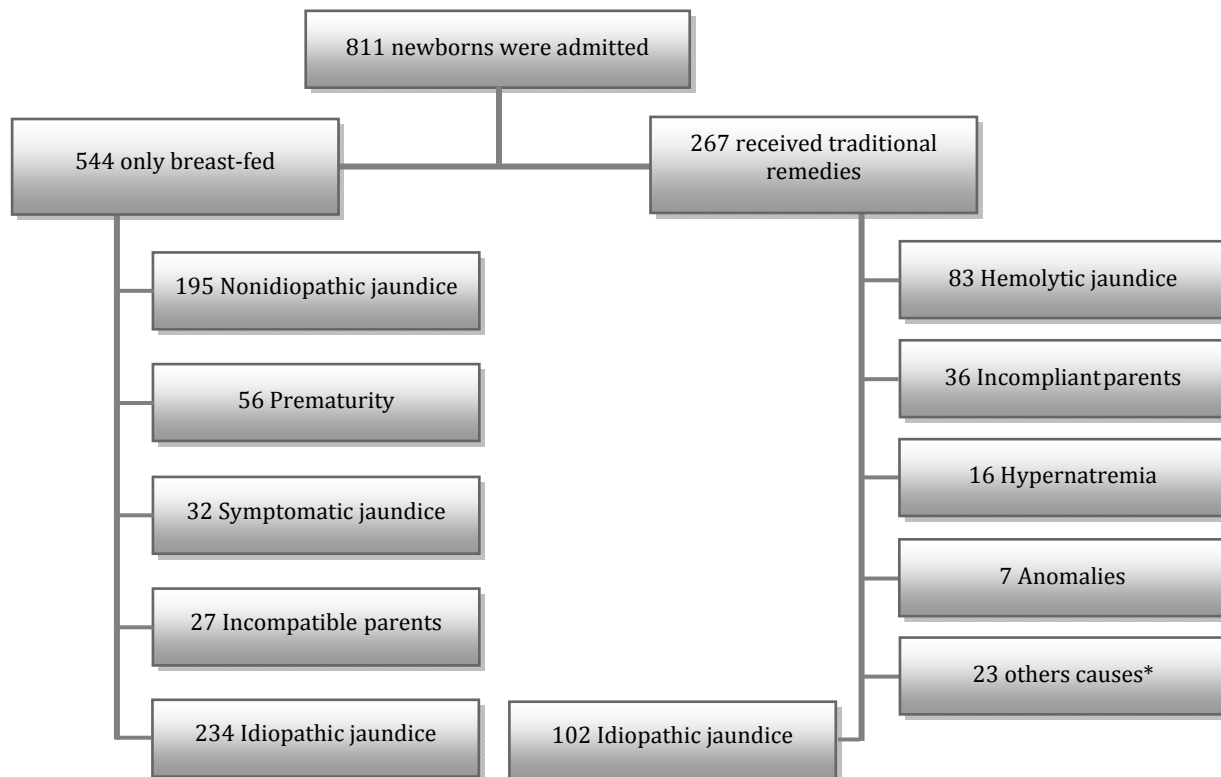 811 newborns were admitted
544 only breast-fed
267 received traditional
remedies
195 Nonidiopathic jaundice
56 Prematurity
32 Symptomatic jaundice
27 Incompatible parents
234 Idiopathic jaundice
83 Hemolytic jaundice
36 Incompliant parents
16 Hypernatremia
7 Anomalies
23 others causes*
102 Idiopathic jaundice